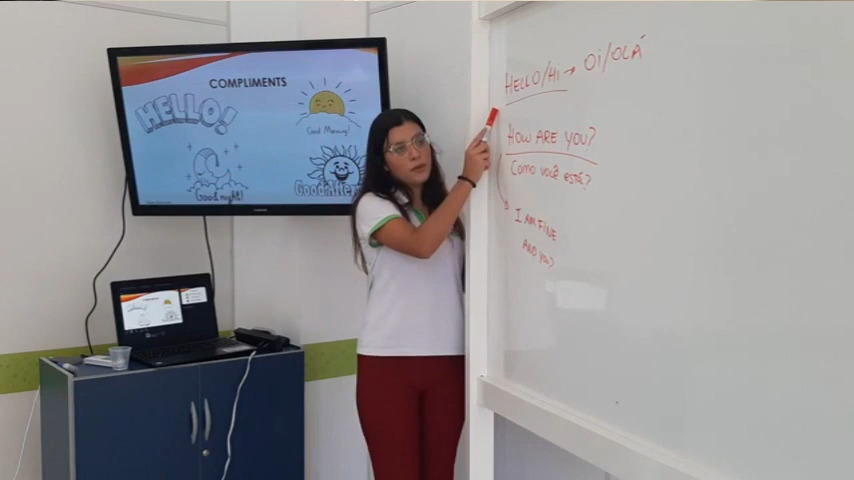 COMPLIMENTS
HELLO!
Good Morning!
Good night!
Good After
HELLO/HI → OI/OLÁ
HOW ARE YOU?
COMO VOCÊ ESTÁ?
I AM FINE
AND YOU?